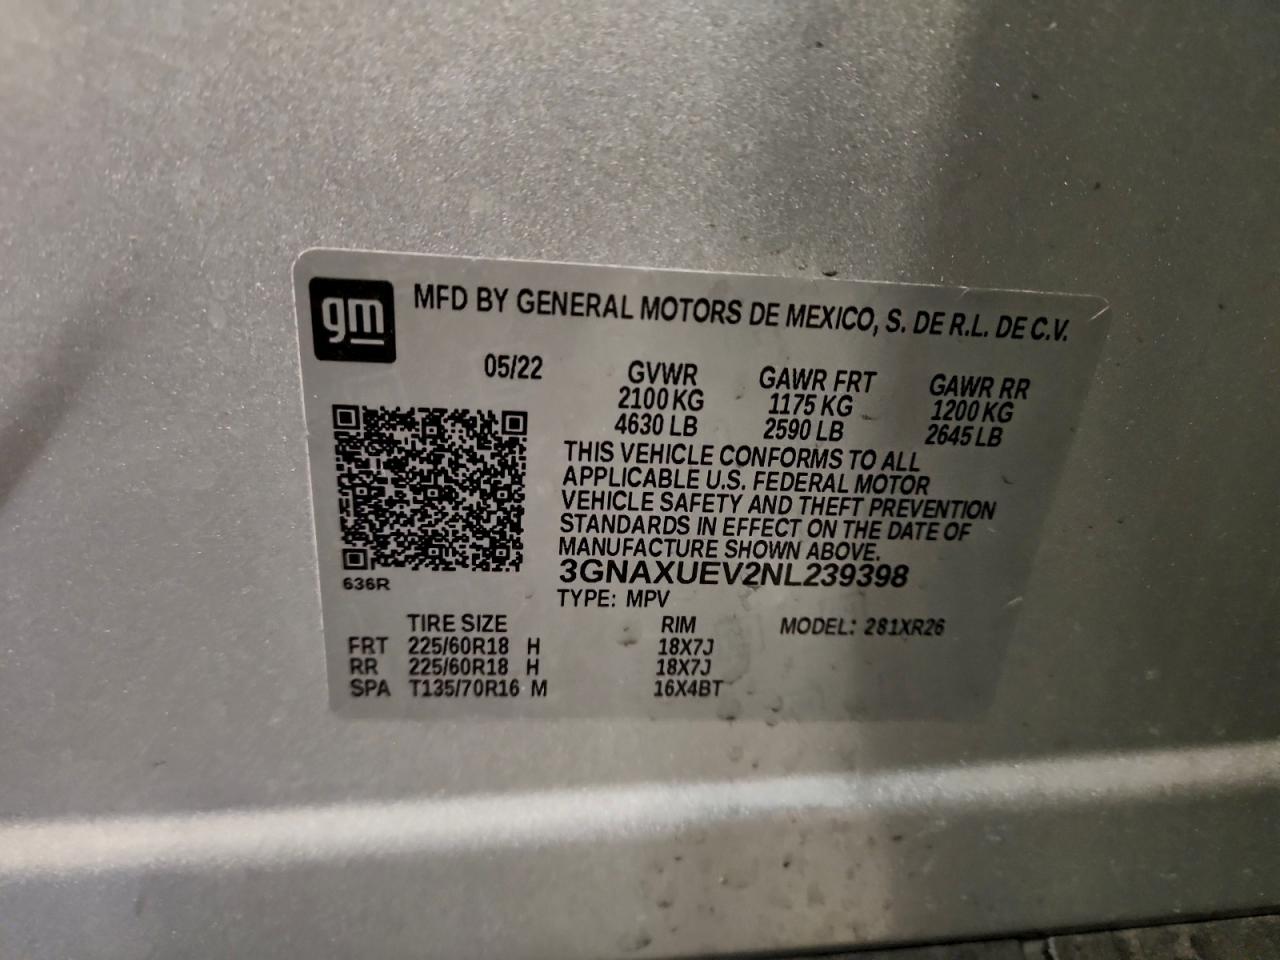 gm
MFD BY GENERAL MOTORS DE MEXICO, S. DE R.L. DE C.V.
05/22
GVWR GAWR FRT GAWR RR
2100 KG 1175 KG 1200 KG
4630 LB 2590 LB 2645 LB
THIS VEHICLE CONFORMS TO ALL
APPLICABLE U.S. FEDERAL MOTOR
VEHICLE SAFETY AND THEFT PREVENTION
STANDARDS IN EFFECT ON THE DATE OF
MANUFACTURE SHOWN ABOVE.
3GNAXUEV2NL239398
636R
TYPE: MPV
TIRE SIZE RIM MODEL: 281XR26
FRT 225/60R18 H 18X7J
RR 225/60R18 H 18X7J
SPA T135/70R16 M 16X4BT